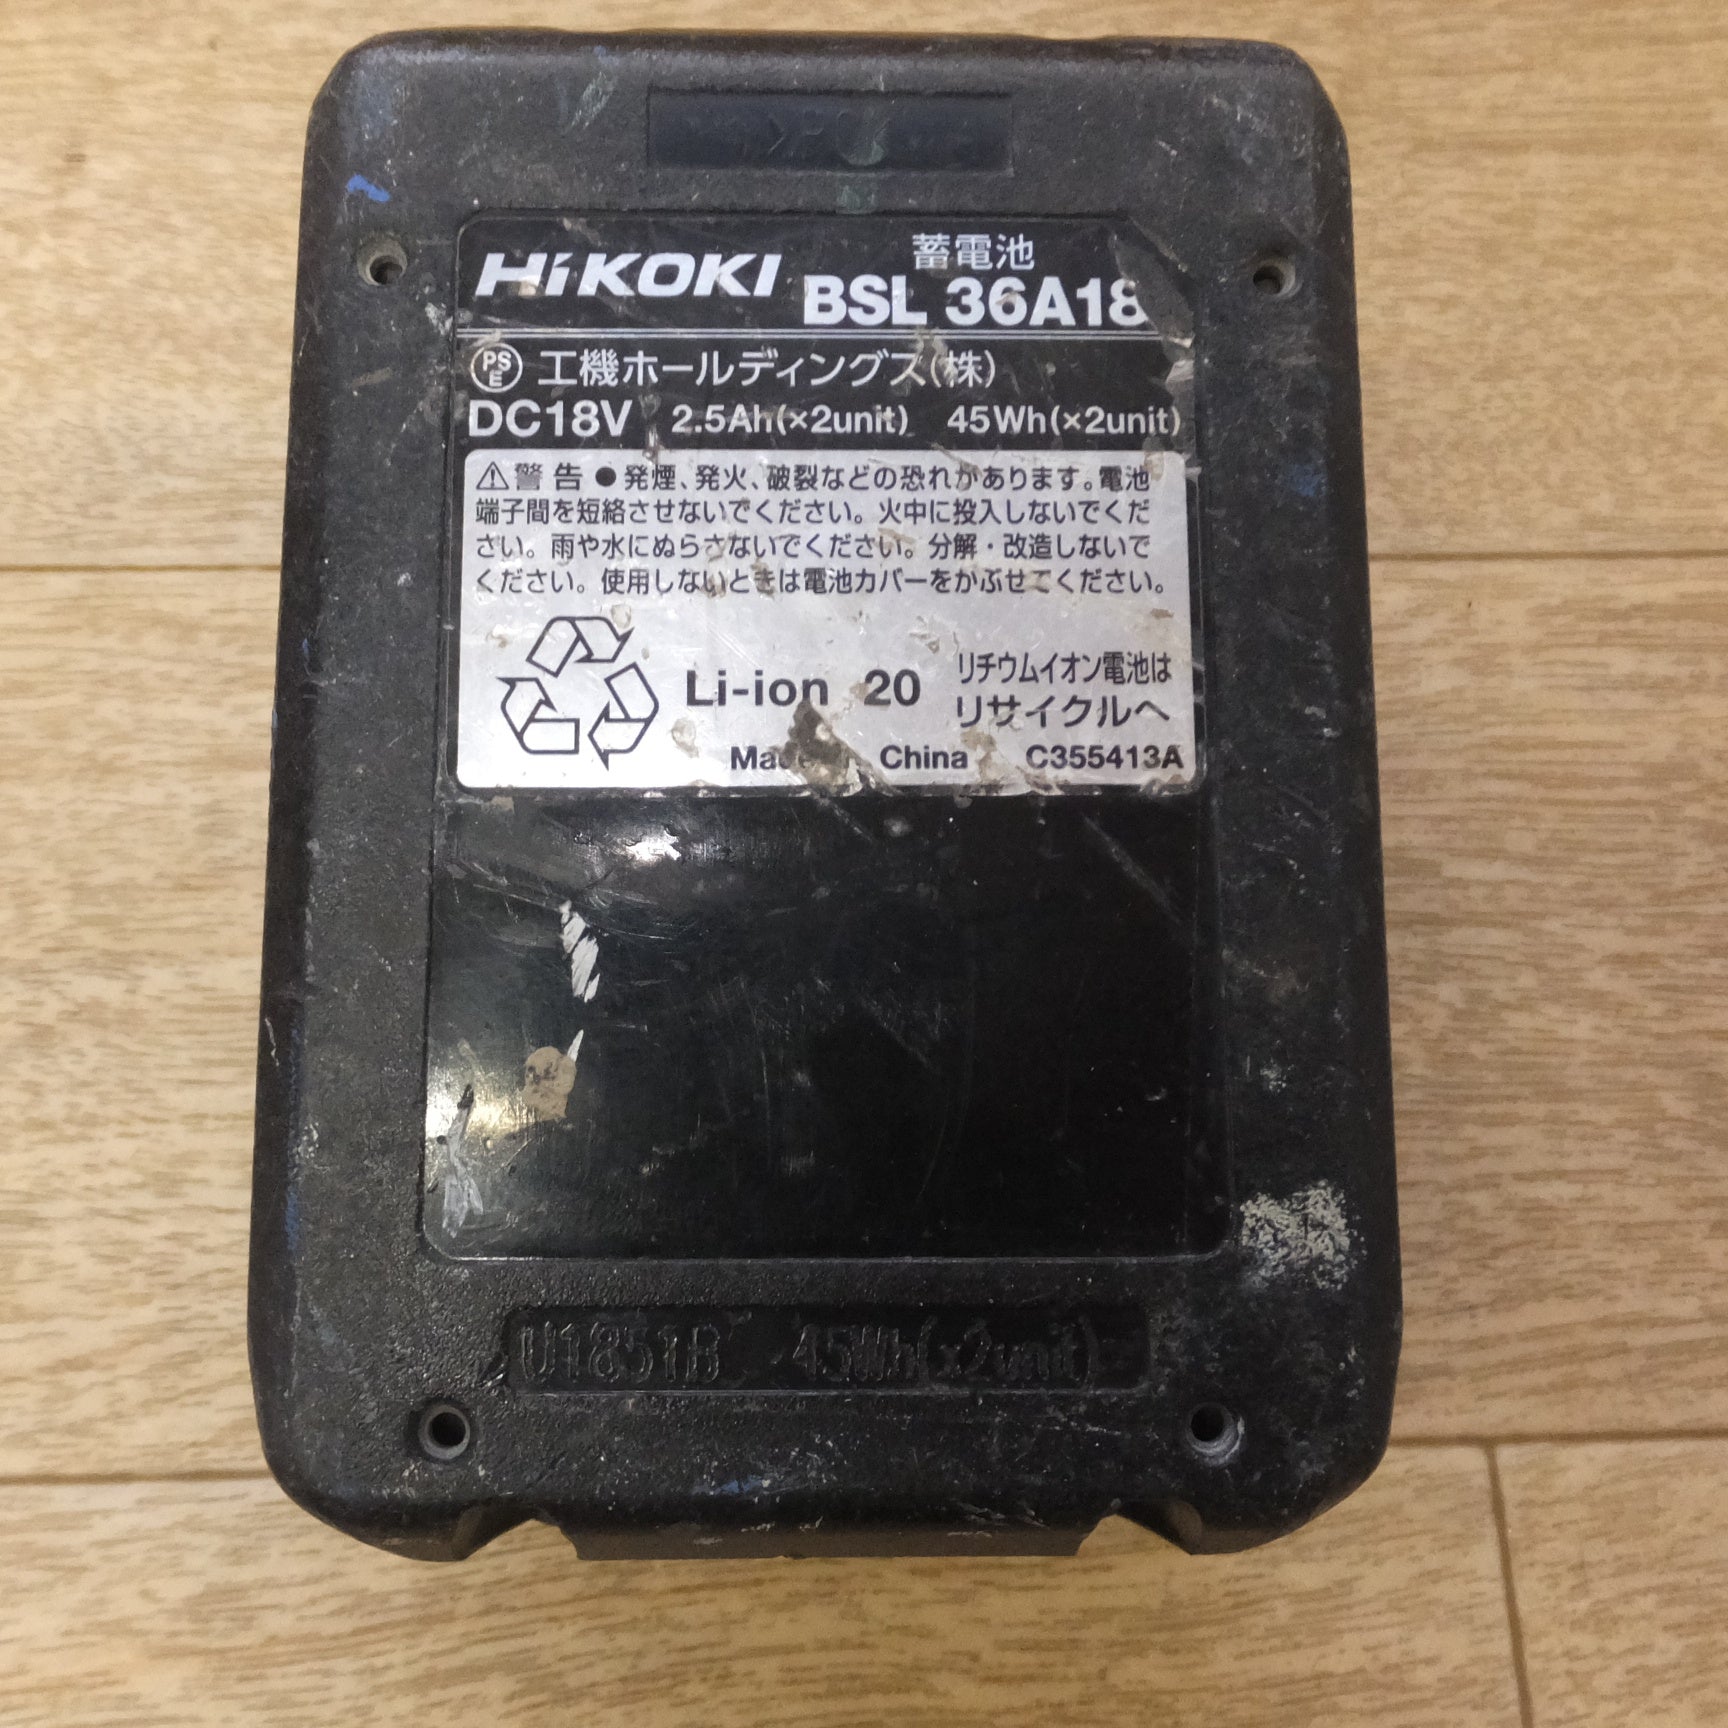 HiKOKI
蓄電池
BSL 36A18
PSE 工機ホールディングス(株)
DC18V 2.5Ah(×2unit) 45Wh(×2unit)
⚠警告 ●発煙、発火、破裂などの恐れがあります。電池
端子間を短絡させないでください。火中に投入しないでくだ
さい。雨や水にぬらさないでください。分解・改造しないで
ください。使用しないときは電池カバーをかぶせてください。
Li-ion 20
リチウムイオン電池は
リサイクルへ
Made in China C355413A
U1851B 45Wh(x2unit)